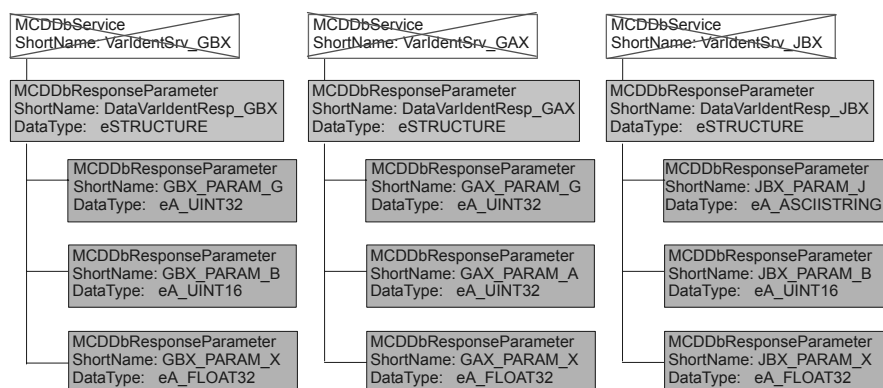 MCDDbService
ShortName: VarIdentSrv_GBX
MCDDbResponseParameter
ShortName: DataVarIdentResp_GBX
DataType: eSTRUCTURE
MCDDbResponseParameter
ShortName: GBX_PARAM_G
DataType: eA_UINT32
MCDDbResponseParameter
ShortName: GBX_PARAM_B
DataType: eA_UINT16
MCDDbResponseParameter
ShortName: GBX_PARAM_X
DataType: eA_FLOAT32
MCDDbService
ShortName: VarIdentSrv_GAX
MCDDbResponseParameter
ShortName: DataVarIdentResp_GAX
DataType: eSTRUCTURE
MCDDbResponseParameter
ShortName: GAX_PARAM_G
DataType: eA_UINT32
MCDDbResponseParameter
ShortName: GAX_PARAM_A
DataType: eA_UINT32
MCDDbResponseParameter
ShortName: GAX_PARAM_X
DataType: eA_FLOAT32
MCDDbService
ShortName: VarIdentSrv_JBX
MCDDbResponseParameter
ShortName: DataVarIdentResp_JBX
DataType: eSTRUCTURE
MCDDbResponseParameter
ShortName: JBX_PARAM_J
DataType: eA_ASCIISTRING
MCDDbResponseParameter
ShortName: JBX_PARAM_B
DataType: eA_UINT16
MCDDbResponseParameter
ShortName: JBX_PARAM_X
DataType: eA_FLOAT32